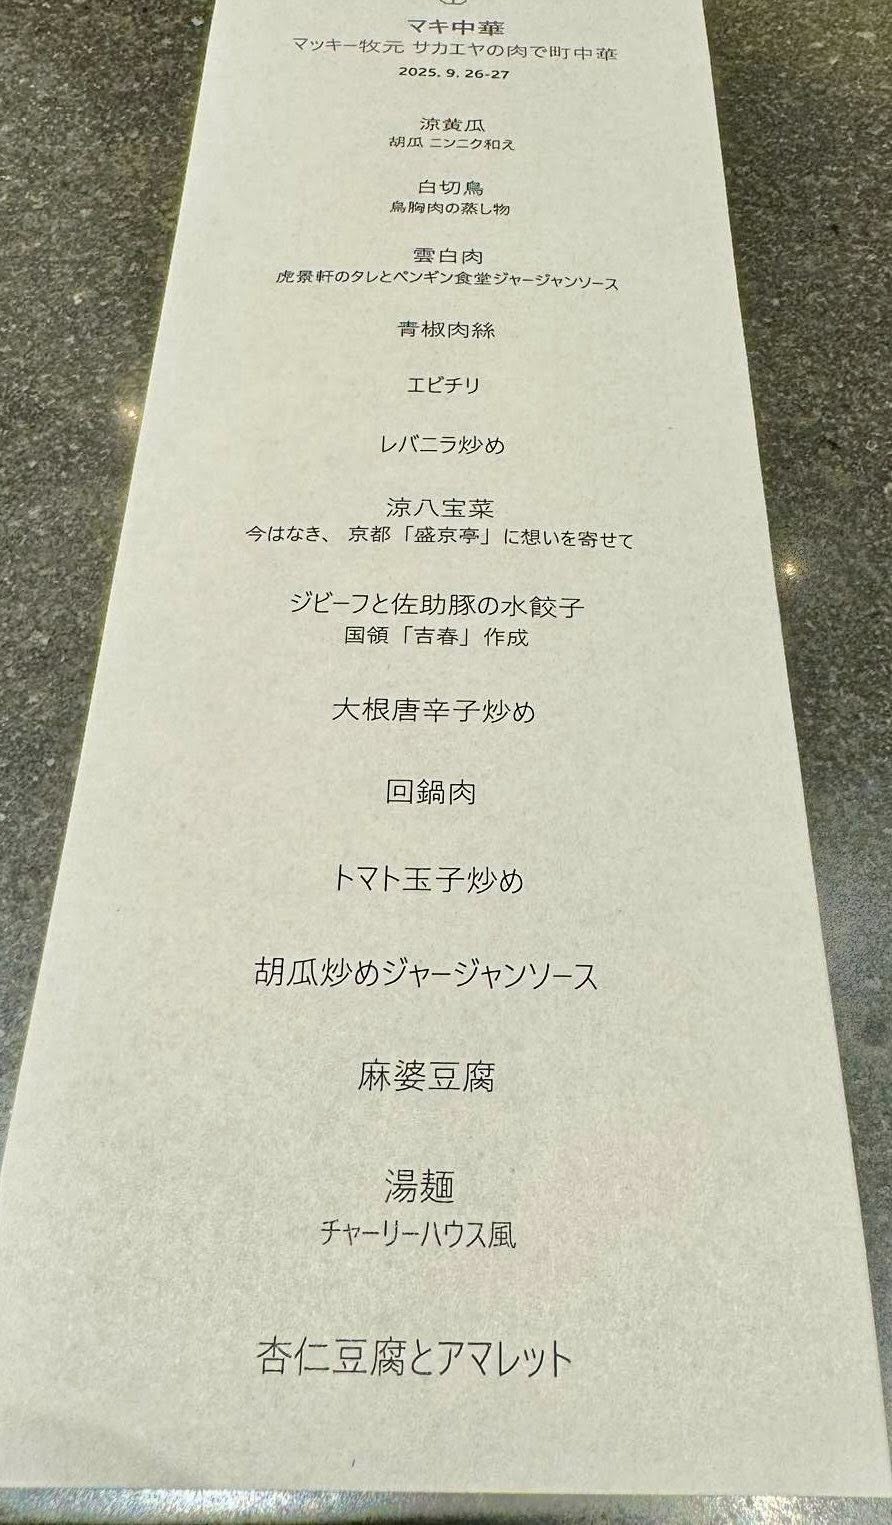 マキ中華
マッキー牧元 サカエヤの肉で町中華
2025. 9. 26-27
涼黄瓜
胡瓜 ニンニク和え
白切鳥
鳥胸肉の蒸し物
雲白肉
虎景軒のタレとペンギン食堂ジャージャンソース
青椒肉絲
エビチリ
レバニラ炒め
涼八宝菜
今はなき、 京都「盛京亭」に想いを寄せて
ジビーフと佐助豚の水餃子
国領「吉春」作成
大根唐辛子炒め
回鍋肉
トマト玉子炒め
胡瓜炒めジャージャンソース
麻婆豆腐
湯麺
チャーリーハウス風
杏仁豆腐とアマレット